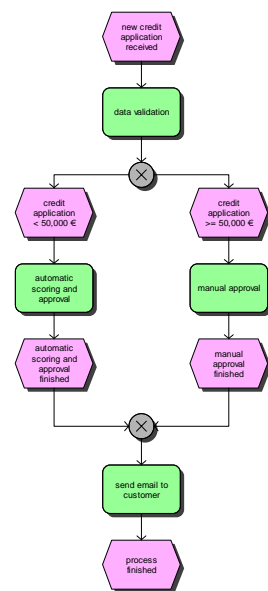 new credit
application
received
data validation
credit
application
< 50,000 €
credit
application
>= 50,000 €
automatic
scoring and
approval
manual approval
automatic
scoring and
approval
finished
manual
approval
finished
send email to
customer
process
finished